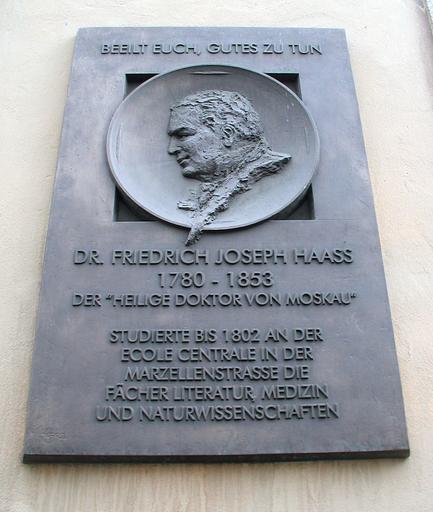 BEEILT EUCH, GUTES ZU TUN
DR. FRIEDRICH JOSEPH HAASS
1780 - 1853
DER "HEILIGE DOKTOR VON MOSKAU"
STUDIERTE BIS 1802 AN DER
ECOLE CENTRALE IN DER
MARZELLENSTRASSE DIE
FÄCHER LITERATUR, MEDIZIN
UND NATURWISSENSCHAFTEN